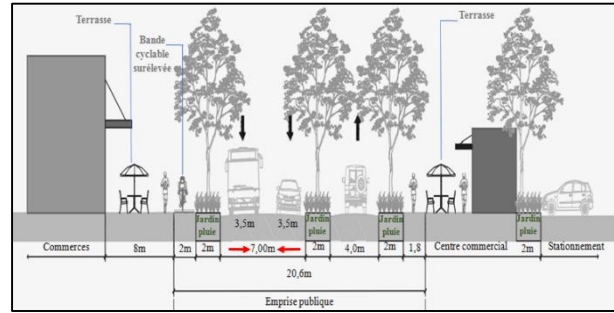 Terrasse
Terrasse
Bande
cyclable
surélevée
3,5m
3,5m
Jardin
pluie
Jardin
pluie
Jardin
pluie
Jardin
pluie
Commerces
8m
2m
2m
7,00m
2m
4,0m
2m
1,8
Centre commercial
2m
Stationnement
20,6m
Emprise publique